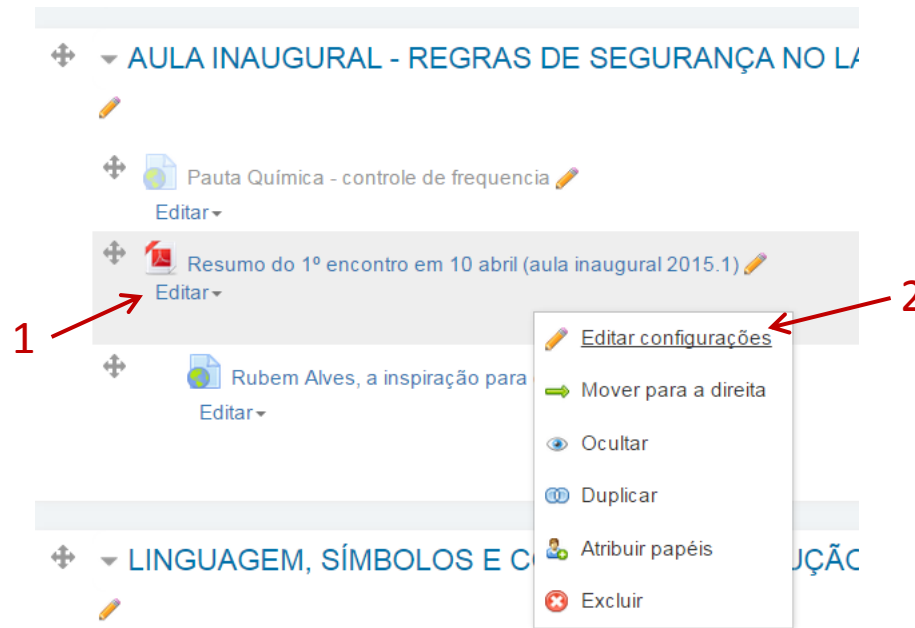 AULA INAUGURAL - REGRAS DE SEGURANÇA NO
Pauta Química - controle de frequencia
Editar
Resumo do 1º encontro em 10 abril (aula inaugural 2015.1)
Editar
1
2
Editar configurações
Rubem Alves, a inspiração para
Mover para a direita
Editar
Ocultar
Duplicar
LINGUAGEM, SÍMBOLOS E
Atribuir papéis
Excluir